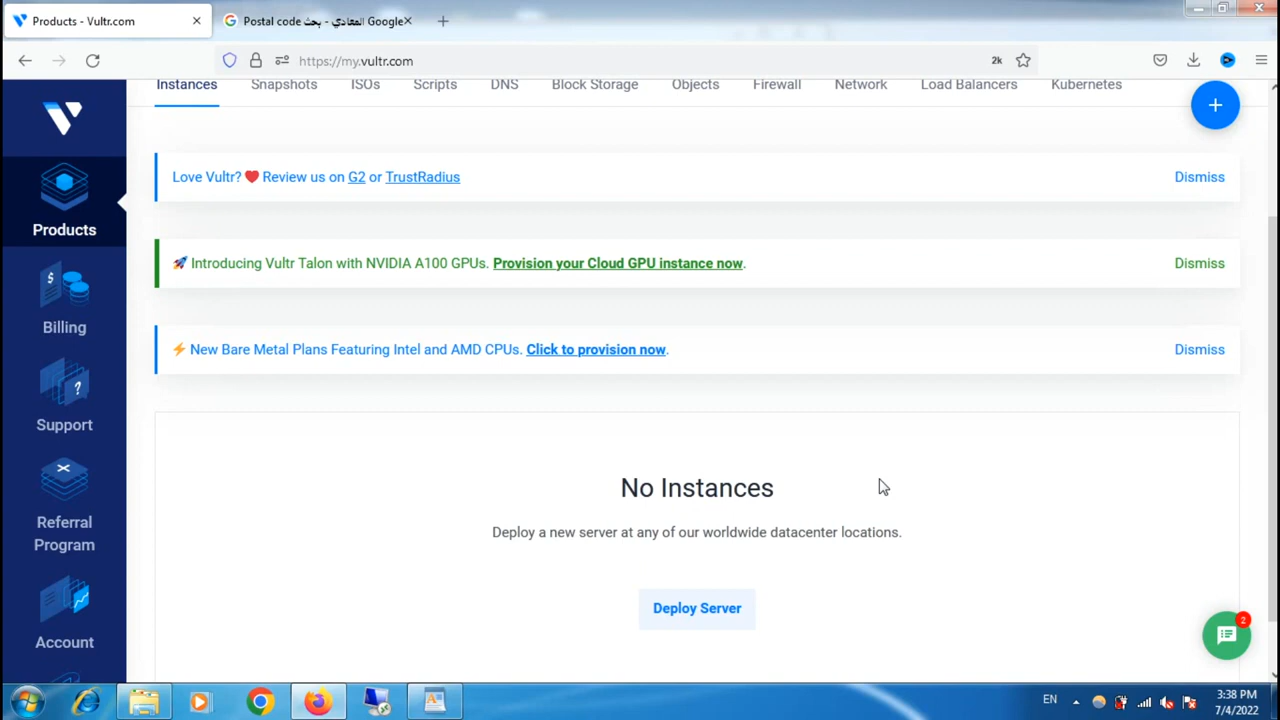 Products - Vultr.com
Postal code المعادي - بحث Google
https://my.vultr.com
2k
Instances Snapshots ISOs Scripts DNS Block Storage Objects Firewall Network Load Balancers Kubernetes
Love Vultr? ❤ Review us on G2 or TrustRadius Dismiss
🚀 Introducing Vultr Talon with NVIDIA A100 GPUs. Provision your Cloud GPU instance now. Dismiss
⚡ New Bare Metal Plans Featuring Intel and AMD CPUs. Click to provision now. Dismiss
Products
Billing
Support
Referral
Program
Account
No Instances
Deploy a new server at any of our worldwide datacenter locations.
Deploy Server
2
EN
3:38 PM
7/4/2022